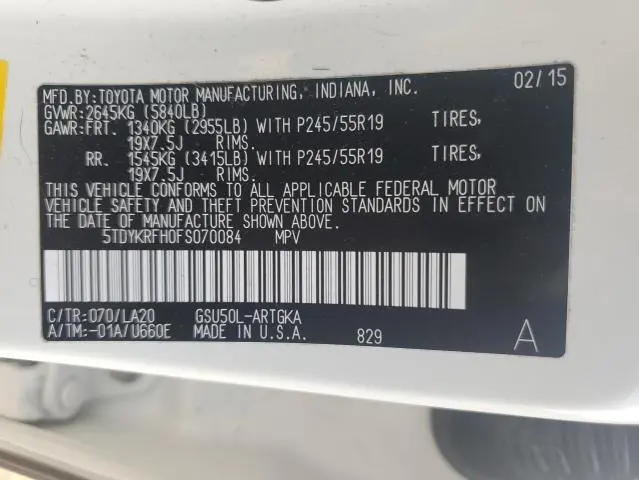 MFD.BY:TOYOTA MOTOR MANUFACTURING, INDIANA, INC. 02/15
GVWR:2645KG (5840LB)
GAWR:FRT. 1340KG (2955LB) WITH P245/55R19 TIRES,
19X7.5J RIMS.
RR. 1545KG (3415LB) WITH P245/55R19 TIRES,
19X7.5J RIMS.
THIS VEHICLE CONFORMS TO ALL APPLICABLE FEDERAL MOTOR
VEHICLE SAFETY AND THEFT PREVENTION STANDARDS IN EFFECT ON
THE DATE OF MANUFACTURE SHOWN ABOVE.
5TDYKRFH0FS070084 MPV
C/TR:070/LA20 GSU50L-ARTGKA
A/TM:-01A/U660E MADE IN U.S.A. 829 A